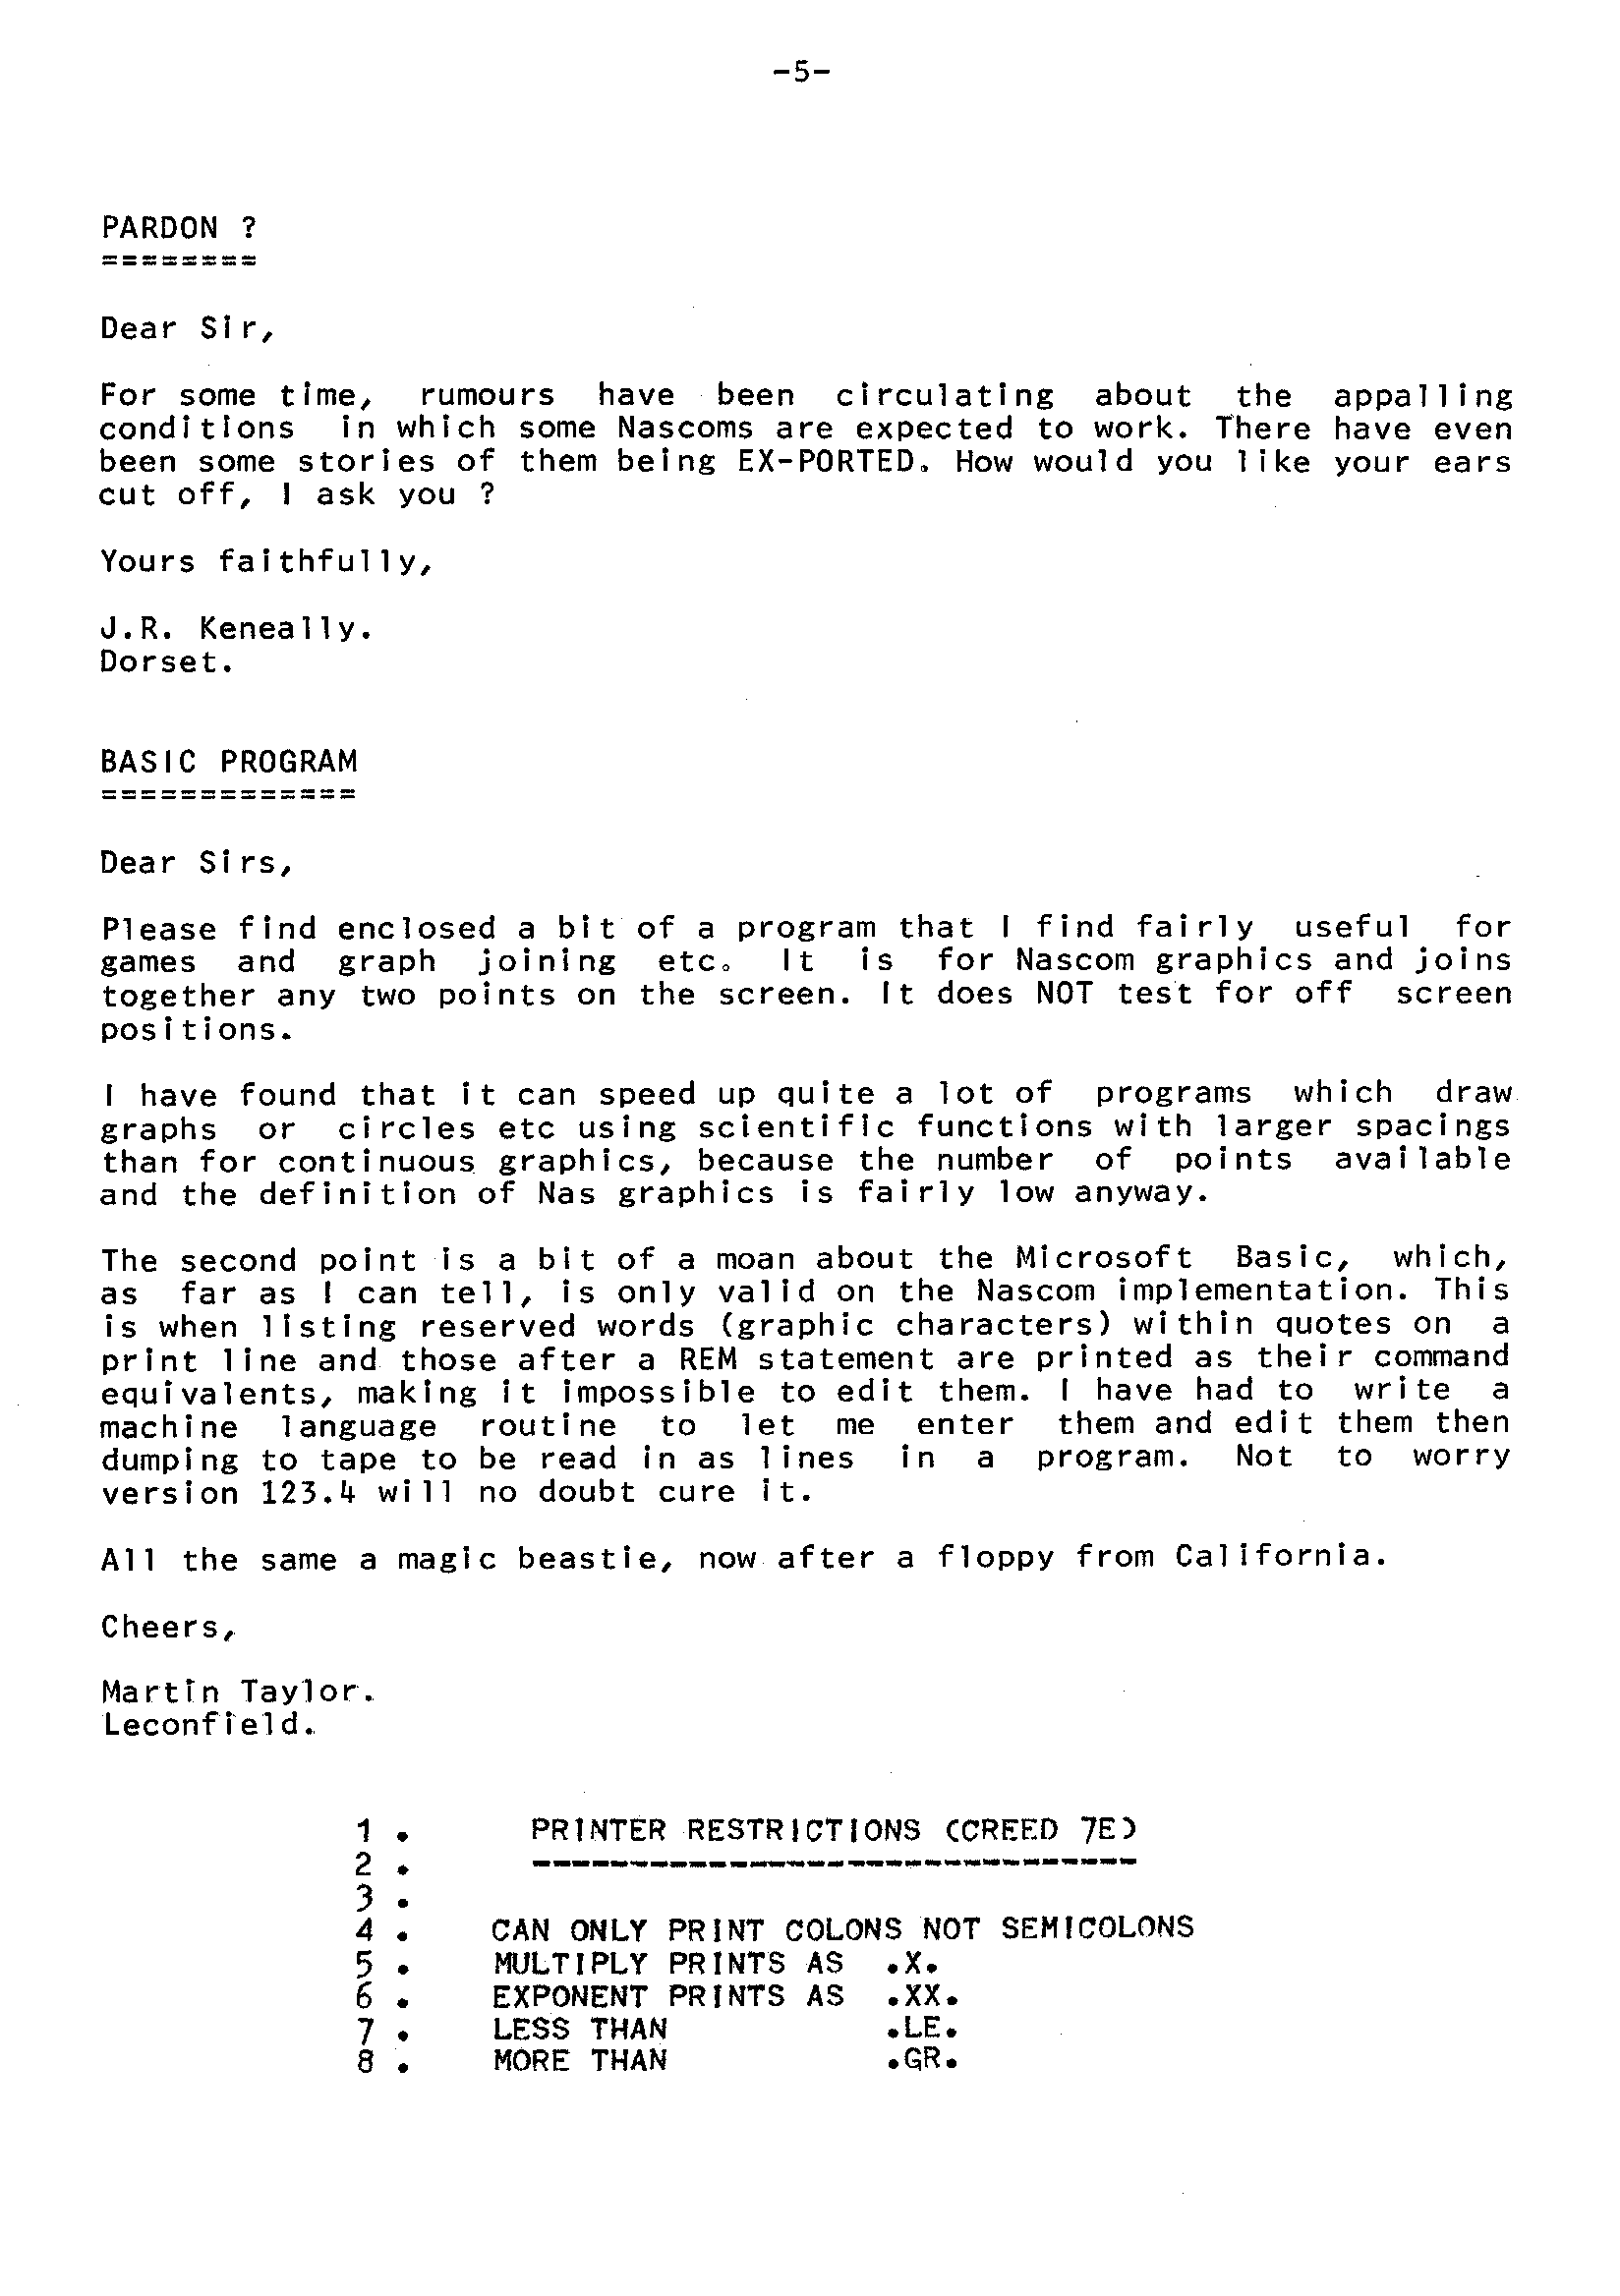 -5-
PARDON ?
========
Dear Sir,
For some time, rumours have been circulating about the appalling
conditions in which some Nascoms are expected to work. There have even
been some stories of them being EX-PORTED. How would you like your ears
cut off, I ask you ?
Yours faithfully,
J.R. Keneally.
Dorset.
BASIC PROGRAM
=============
Dear Sirs,
Please find enclosed a bit of a program that I find fairly useful for
games and graph joining etc. It is for Nascom graphics and joins
together any two points on the screen. It does NOT test for off screen
positions.
I have found that it can speed up quite a lot of programs which draw
graphs or circles etc using scientific functions with larger spacings
than for continuous graphics, because the number of points available
and the definition of Nas graphics is fairly low anyway.
The second point is a bit of a moan about the Microsoft Basic, which,
as far as I can tell, is only valid on the Nascom implementation. This
is when listing reserved words (graphic characters) within quotes on a
print line and those after a REM statement are printed as their command
equivalents, making it impossible to edit them. I have had to write a
machine language routine to let me enter them and edit them then
dumping to tape to be read in as lines in a program. Not to worry
version 123.4 will no doubt cure it.
All the same a magic beastie, now after a floppy from California.
Cheers,
Martin Taylor.
Leconfield.
1 . PRINTER RESTRICTIONS (CREED 7E)
2 . -------------------------------
3 .
4 . CAN ONLY PRINT COLONS NOT SEMICOLONS
5 . MULTIPLY PRINTS AS .X.
6 . EXPONENT PRINTS AS .XX.
7 . LESS THAN .LE.
8 . MORE THAN .GR.